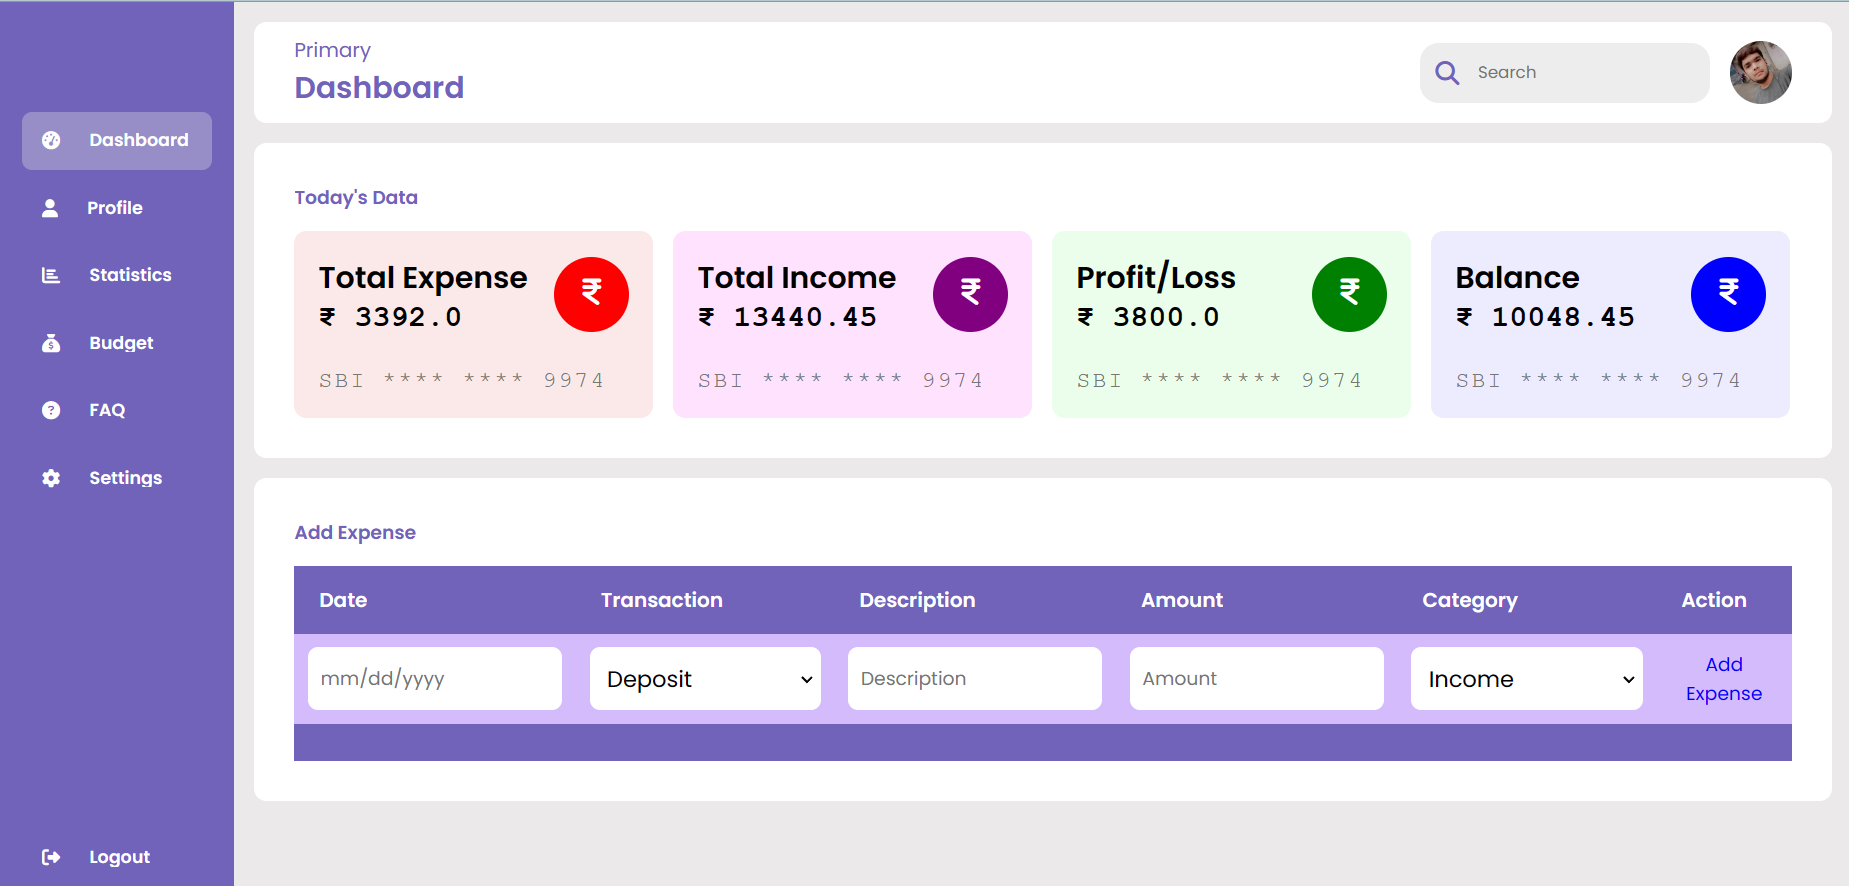 Primary
Dashboard
Search
Dashboard
Profile
Statistics
Budget
FAQ
Settings
Logout
Today's Data
Total Expense
₹ 3392.0
SBI **** **** 9974
Total Income
₹ 13440.45
SBI **** **** 9974
Profit/Loss
₹ 3800.0
SBI **** **** 9974
Balance
₹ 10048.45
SBI **** **** 9974
₹
₹
₹
₹
Add Expense
Date Transaction Description Amount Category Action
mm/dd/yyyy Deposit Description Amount Income Add
Expense